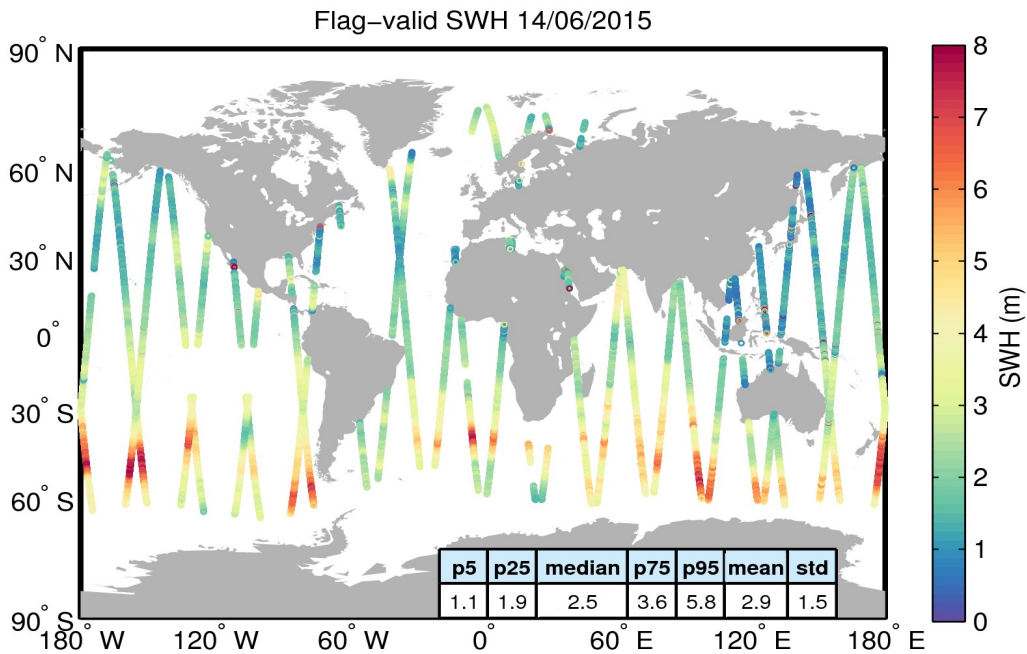 Flag−valid SWH 14/06/2015
90° N
60° N
30° N
0°
30° S
60° S
90° S
180° W
120° W
60° W
0°
60° E
120° E
180° E
p5 p25 median p75 p95 mean std
1.1 1.9 2.5 3.6 5.8 2.9 1.5
8
7
6
5
4
3
2
1
0
SWH (m)